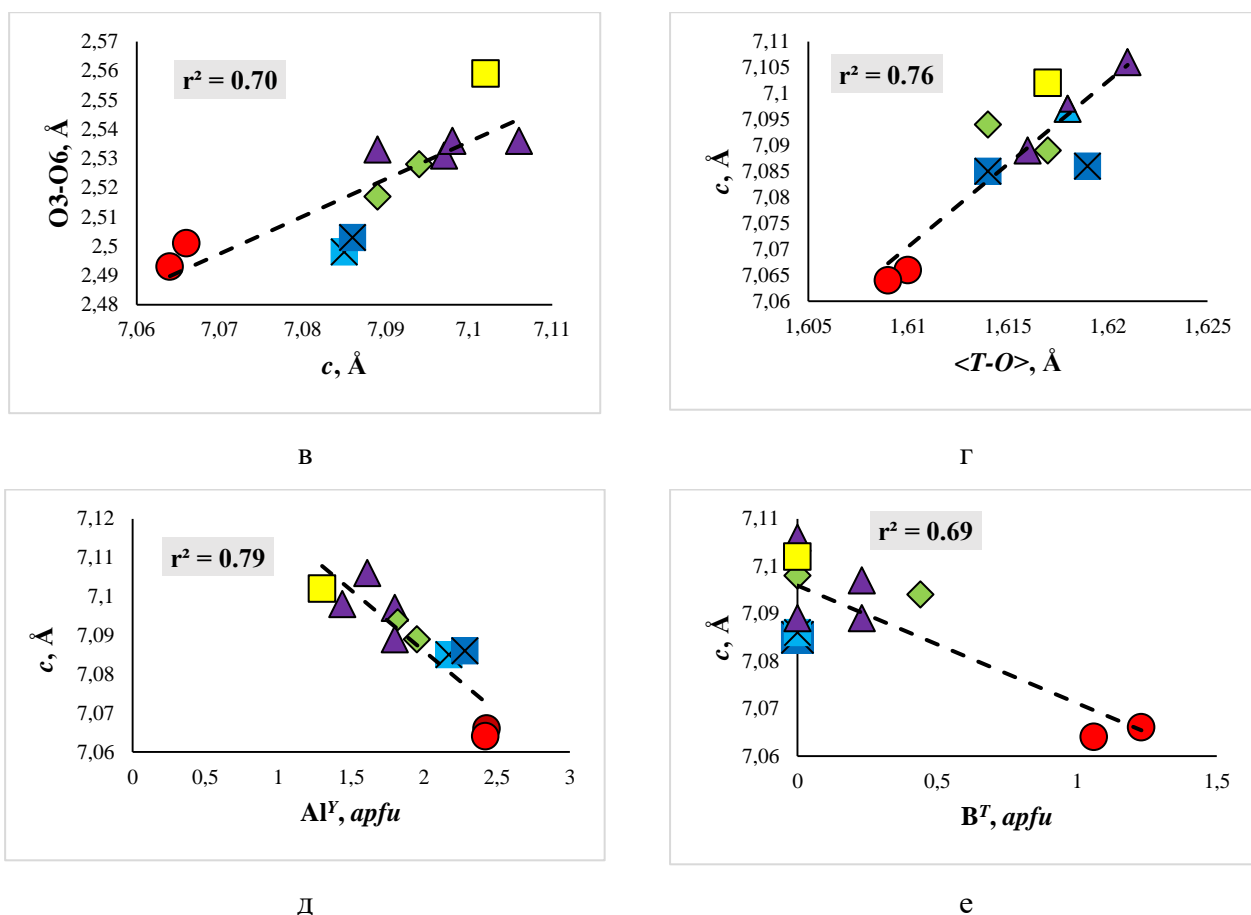 r² = 0.70
O3-O6, Å
2,57
2,56
2,55
2,54
2,53
2,52
2,51
2,5
2,49
2,48
7,06 7,07 7,08 7,09 7,1 7,11
c, Å
в
r² = 0.76
c, Å
7,11
7,105
7,1
7,095
7,09
7,085
7,08
7,075
7,07
7,065
7,06
1,605 1,61 1,615 1,62 1,625
<T-O>, Å
г
r² = 0.79
c, Å
7,12
7,11
7,1
7,09
7,08
7,07
7,06
0 0,5 1 1,5 2 2,5 3
Alʸ, apfu
д
r² = 0.69
c, Å
7,11
7,1
7,09
7,08
7,07
7,06
0 0,5 1 1,5
Bᵀ, apfu
е